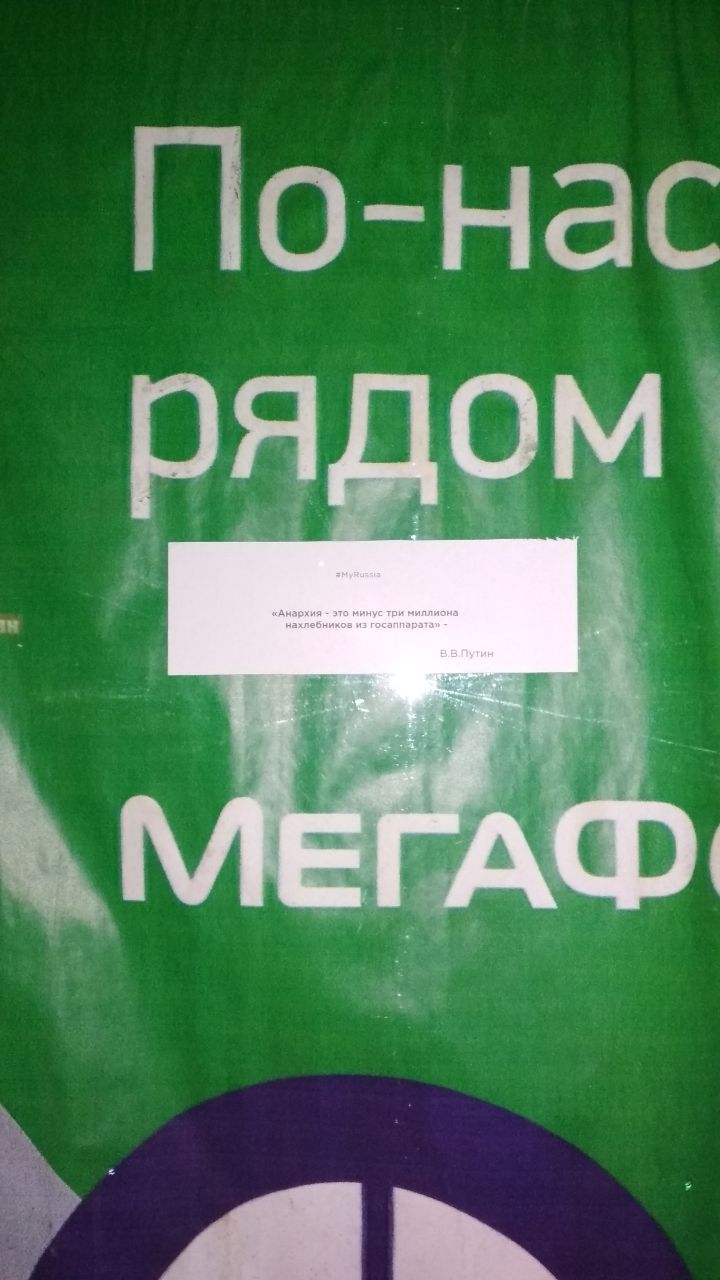 По-нас
рядом
#MyRussia
«Анархия - это минус три миллиона
нахлебников из госаппарата» -
В.В.Путин
МЕГАФ